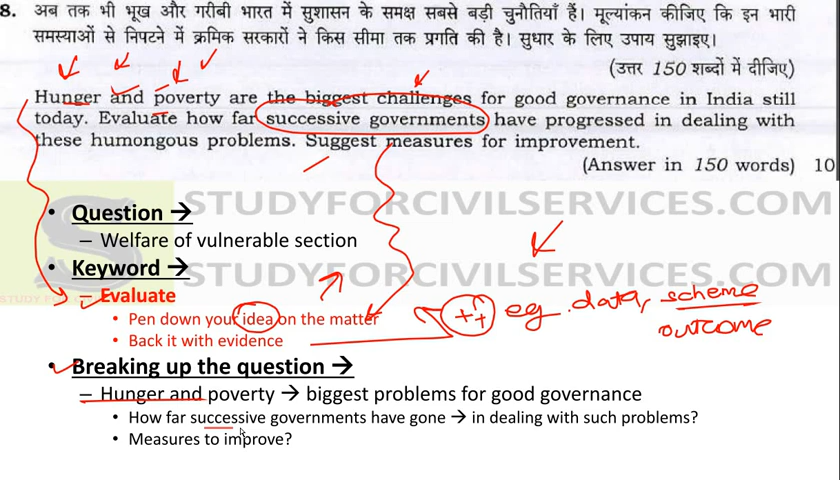 8. अब तक भी भूख और गरीबी भारत में सुशासन के समक्ष सबसे बड़ी चुनौतियाँ हैं। मूल्यांकन कीजिए कि इन भारी
समस्याओं से निपटने में क्रमिक सरकारों ने किस सीमा तक प्रगति की है। सुधार के लिए उपाय सुझाइए।
(उत्तर 150 शब्दों में दीजिए)
Hunger and poverty are the biggest challenges for good governance in India still
today. Evaluate how far successive governments have progressed in dealing with
these humongous problems. Suggest measures for improvement.
(Answer in 150 words) 10
STUDYFORCIVILSERVICES.COM
• Question →
– Welfare of vulnerable section
• Keyword →
STUDYFORCIVILSERVICES.COM
– Evaluate
• Pen down your idea on the matter
++ eg. data, scheme
outcome
• Back it with evidence
• Breaking up the question →
– Hunger and poverty → biggest problems for good governance
• How far successive governments have gone → in dealing with such problems?
• Measures to improve?